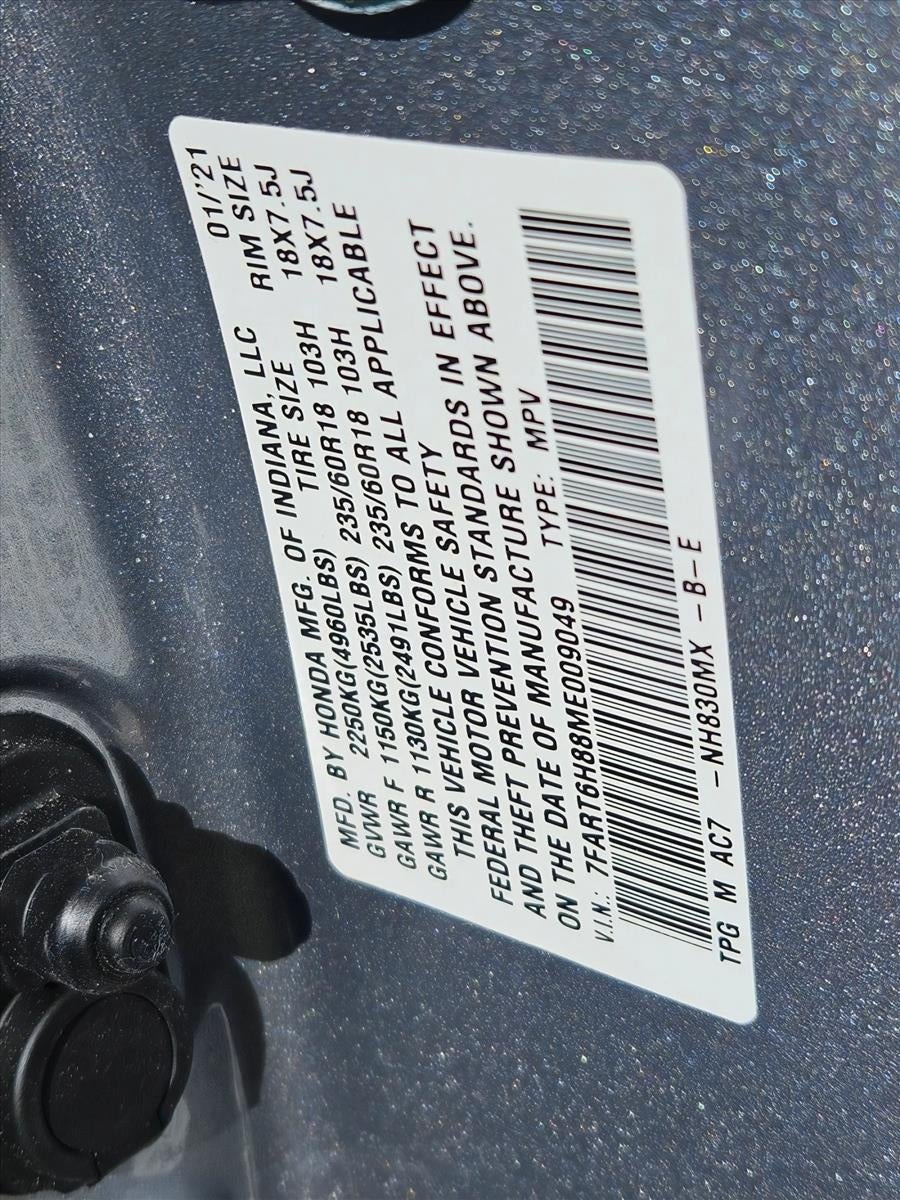 MFD. BY HONDA MFG. OF INDIANA, LLC 01/'21
GVWR 2250KG(4960LBS) TIRE SIZE RIM SIZE
GAWR F 1150KG(2535LBS) 235/60R18 103H 18X7.5J
GAWR R 1130KG(2491LBS) 235/60R18 103H 18X7.5J
THIS VEHICLE CONFORMS TO ALL APPLICABLE
FEDERAL MOTOR VEHICLE SAFETY
AND THEFT PREVENTION STANDARDS IN EFFECT
ON THE DATE OF MANUFACTURE SHOWN ABOVE.
V.I.N.: 7FART6H88ME009049 TYPE: MPV
TPG M AC7 -NH830MX -B-E